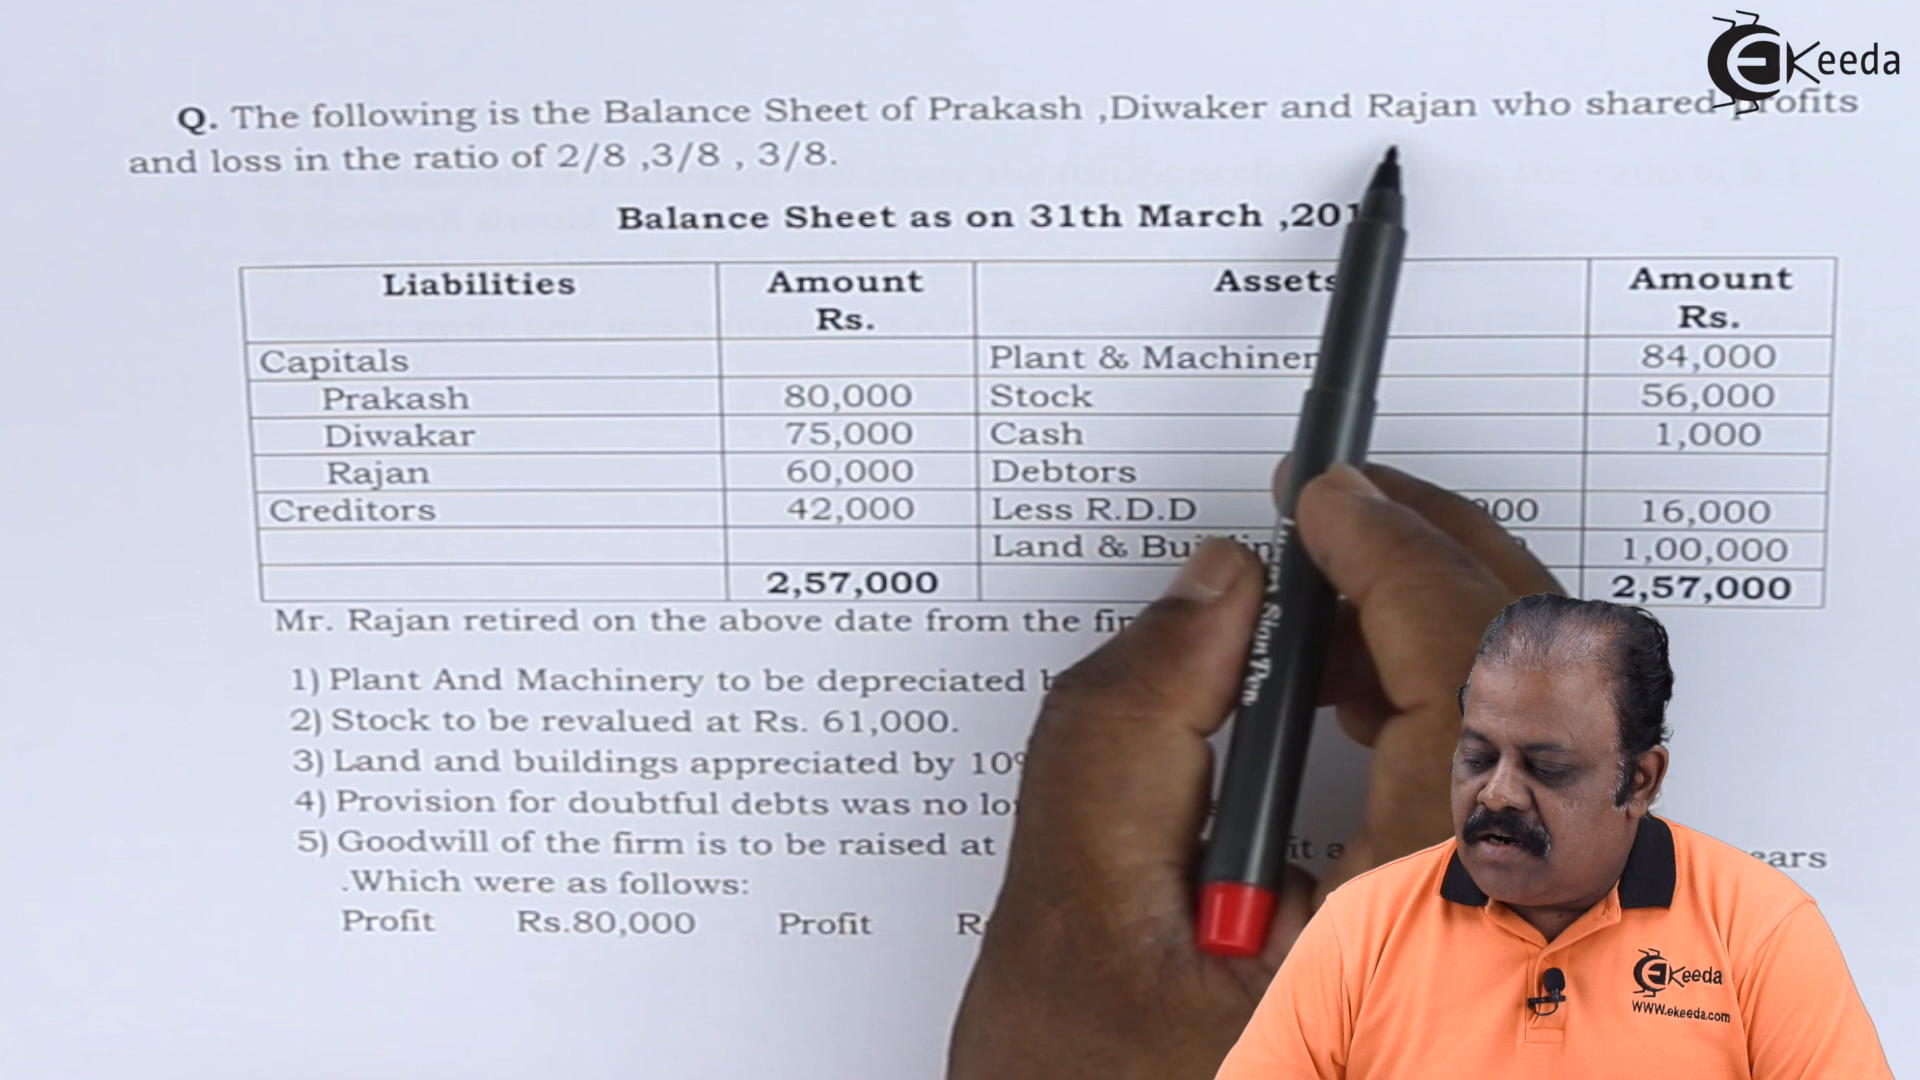 Keeda
Q. The following is the Balance Sheet of Prakash ,Diwaker and Rajan who shared profits
and loss in the ratio of 2/8 ,3/8 , 3/8.
Balance Sheet as on 31th March ,201
Liabilities Amount Rs. Assets Amount Rs.
Capitals Plant & Machiner 84,000
Prakash 80,000 Stock 56,000
Diwakar 75,000 Cash 1,000
Rajan 60,000 Debtors
Creditors 42,000 Less R.D.D 16,000
Land & 1,00,000
2,57,000 2,57,000
Mr. Rajan retired on the above date from the
1) Plant And Machinery to be depreciated
2) Stock to be revalued at Rs. 61,000.
3) Land and buildings appreciated by 10
4) Provision for doubtful debts was no
5) Goodwill of the firm is to be raised at
.Which were as follows:
Profit Rs.80,000 Profit
Keeda
www.ekeeda.com